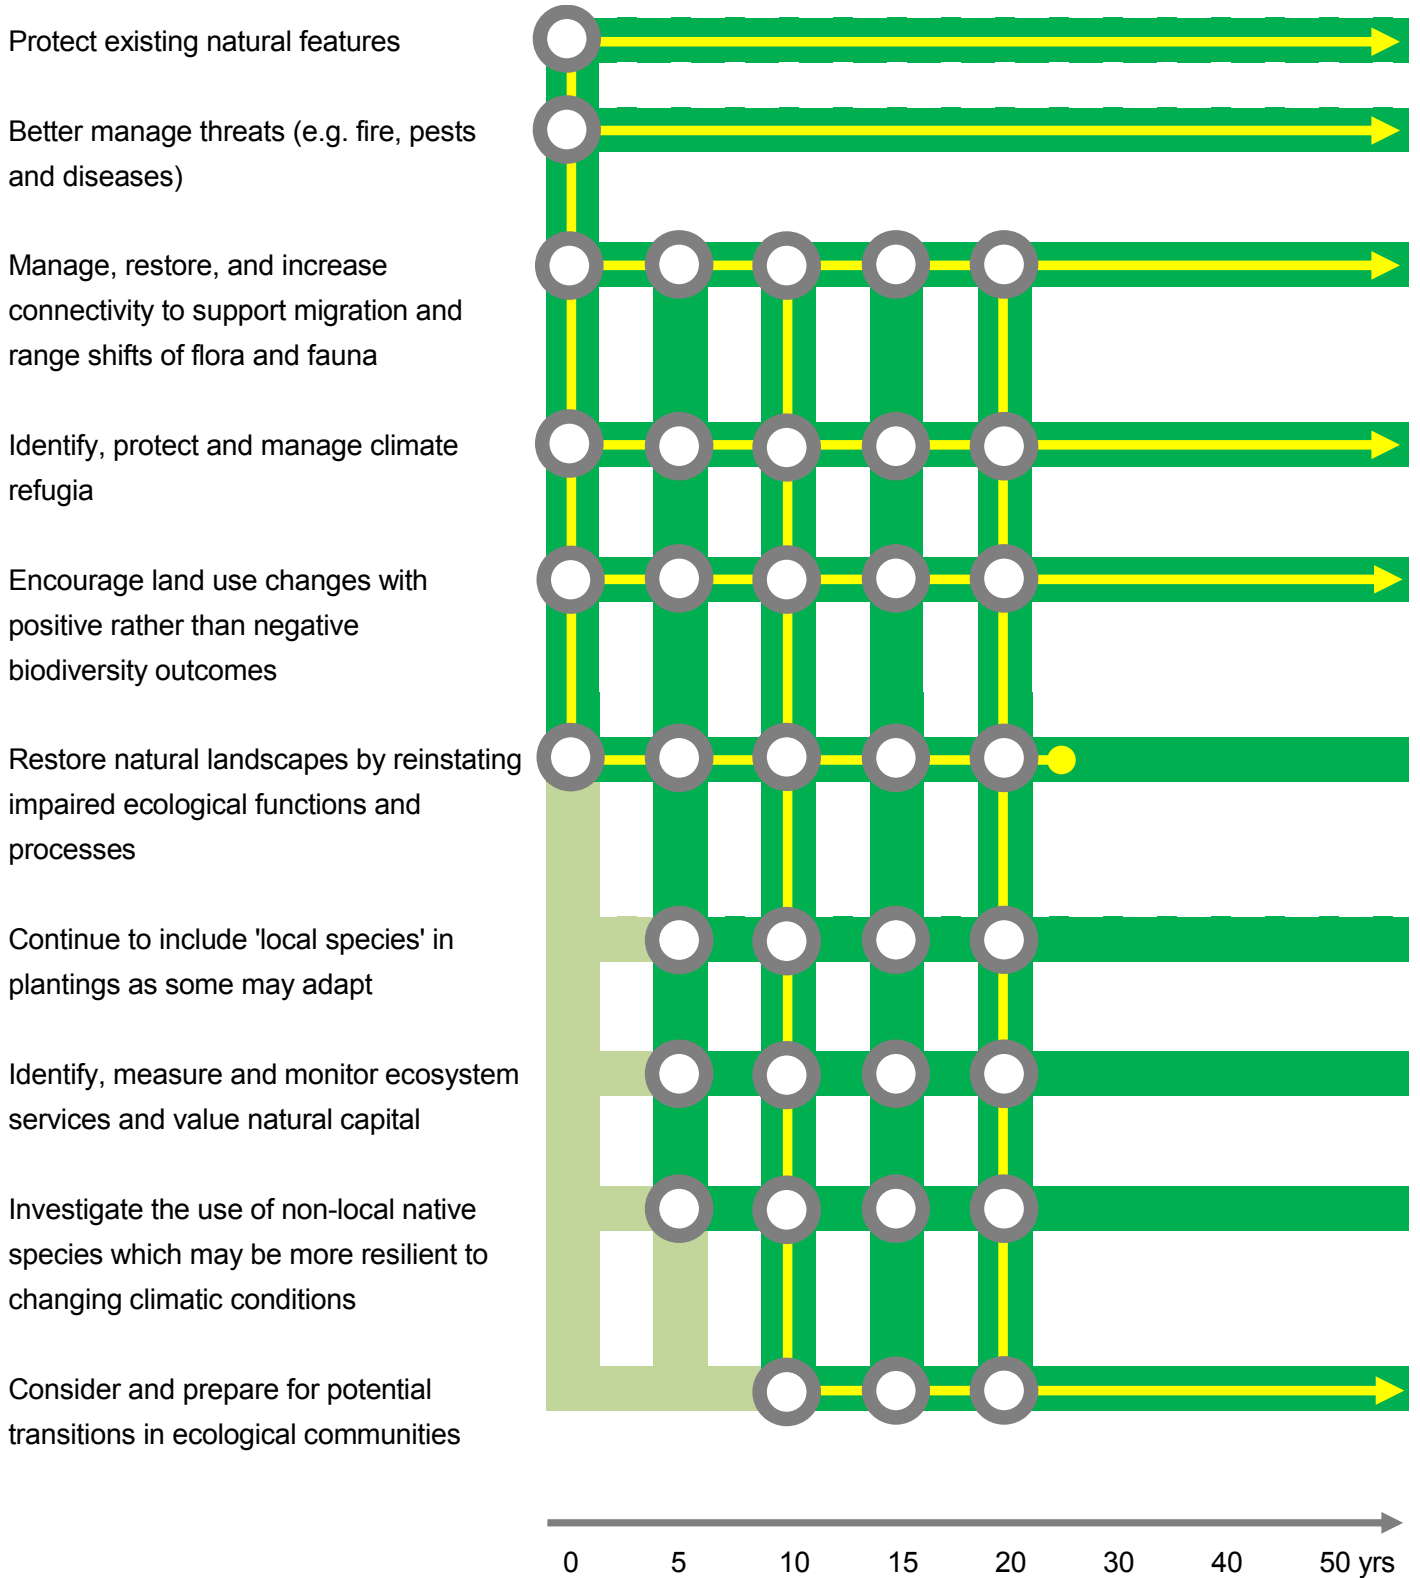 Protect existing natural features
Better manage threats (e.g. fire, pests
and diseases)
Manage, restore, and increase
connectivity to support migration and
range shifts of flora and fauna
Identify, protect and manage climate
refugia
Encourage land use changes with
positive rather than negative
biodiversity outcomes
Restore natural landscapes by reinstating
impaired ecological functions and
processes
Continue to include 'local species' in
plantings as some may adapt
Identify, measure and monitor ecosystem
services and value natural capital
Investigate the use of non-local native
species which may be more resilient to
changing climatic conditions
Consider and prepare for potential
transitions in ecological communities
0 5 10 15 20 30 40 50 yrs